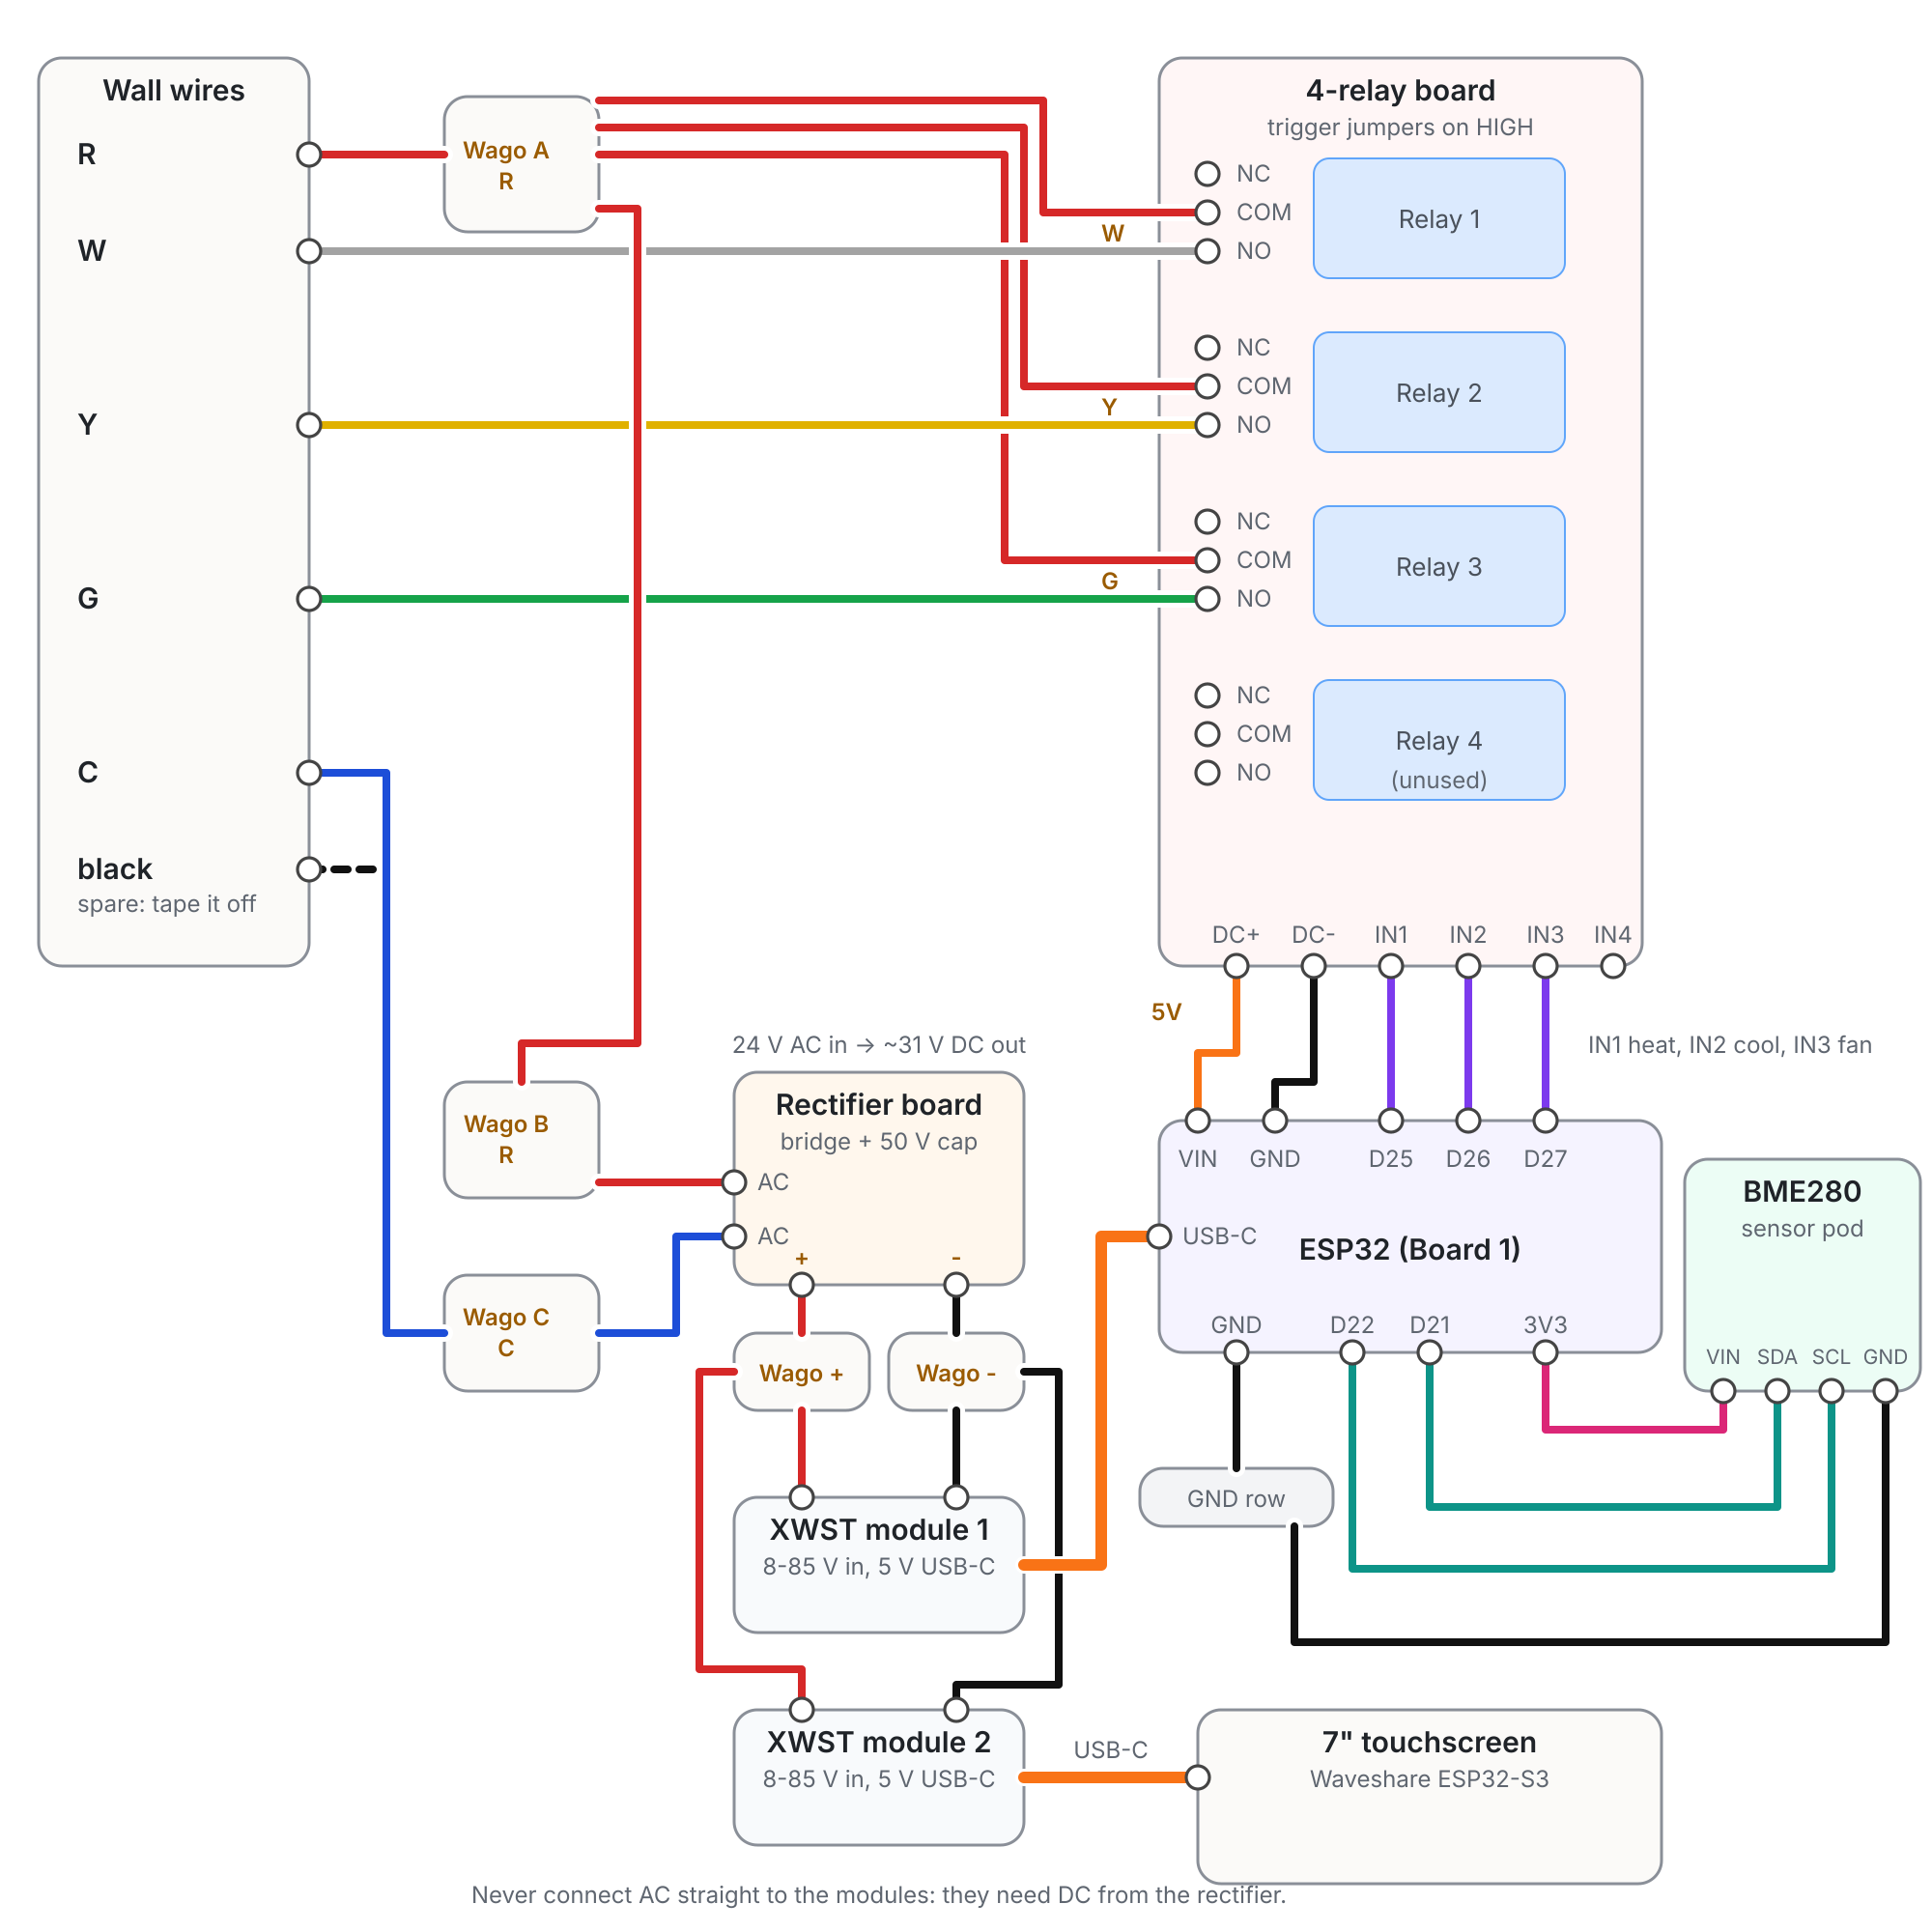 Wall wires
R
W
Y
G
C
black
spare: tape it off
Wago A
R
W
Y
G
4-relay board
trigger jumpers on HIGH
NC
COM
NO
Relay 1
NC
COM
NO
Relay 2
NC
COM
NO
Relay 3
NC
COM
NO
Relay 4
(unused)
DC+ DC- IN1 IN2 IN3 IN4
5V
IN1 heat, IN2 cool, IN3 fan
24 V AC in → ~31 V DC out
Wago B
R
Rectifier board
bridge + 50 V cap
AC
AC
+ -
Wago C
C
Wago +
Wago -
XWST module 1
8-85 V in, 5 V USB-C
XWST module 2
8-85 V in, 5 V USB-C
VIN GND D25 D26 D27
USB-C
ESP32 (Board 1)
GND D22 D21 3V3
BME280
sensor pod
VIN SDA SCL GND
GND row
USB-C
7" touchscreen
Waveshare ESP32-S3
Never connect AC straight to the modules: they need DC from the rectifier.